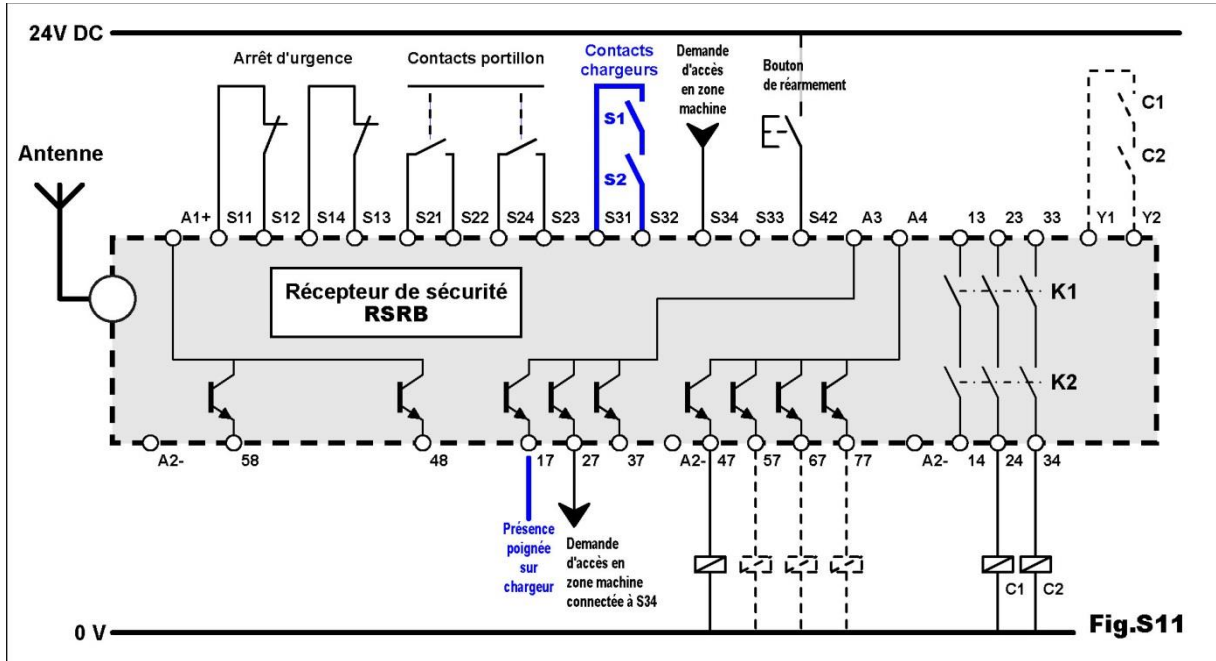 24V DC
Arrêt d'urgence
Contacts portillon
Contacts
chargeurs
Demande
d'accès
en zone
machine
Bouton
de réarmement
S1
S2
C1
C2
Antenne
A1+ S11 S12 S14 S13 S21 S22 S24 S23 S31 S32 S34 S33 S42 A3 A4 13 23 33 Y1 Y2
Récepteur de sécurité
RSRB
K1
K2
A2- 58 48 17 27 37 A2- 47 57 67 77 A2- 14 24 34
Présence
poignée
sur
chargeur
Demande
d'accès en
zone machine
connectée à S34
C1 C2
0 V
Fig.S11